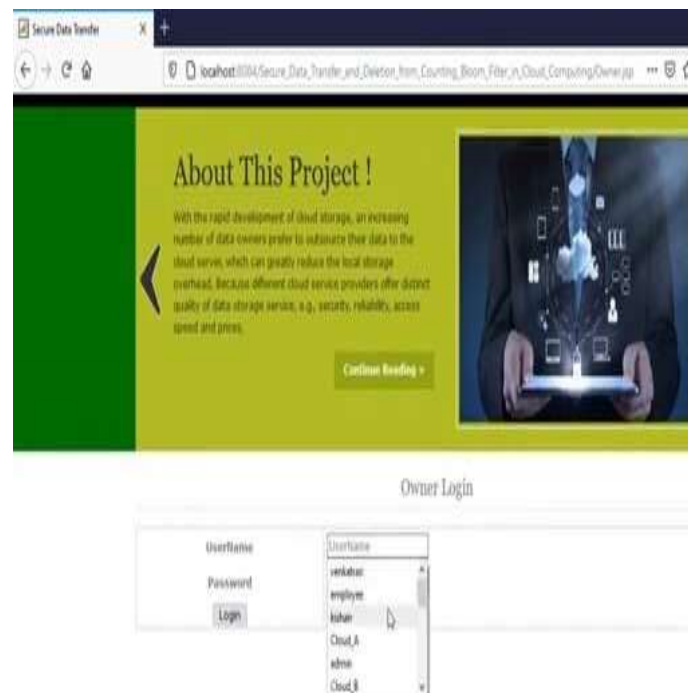 Secure Data Transfer
localhost:8084/Secure_Data_Transfer_and_Deletion_from_Counting_Bloom_Filter_in_Cloud_Computing/Owner.jsp
About This Project !
With the rapid development of cloud storage, an increasing
number of data owners prefer to outsource their data to the
cloud server, which can greatly reduce the local storage
overhead. Because different cloud service providers offer distinct
quality of data storage service, e.g., security, reliability, access
speed and prices,
Continue Reading »
Owner Login
UserName
UserName
Password
Login
employee
kishan
Cloud_A
admin
Cloud_B